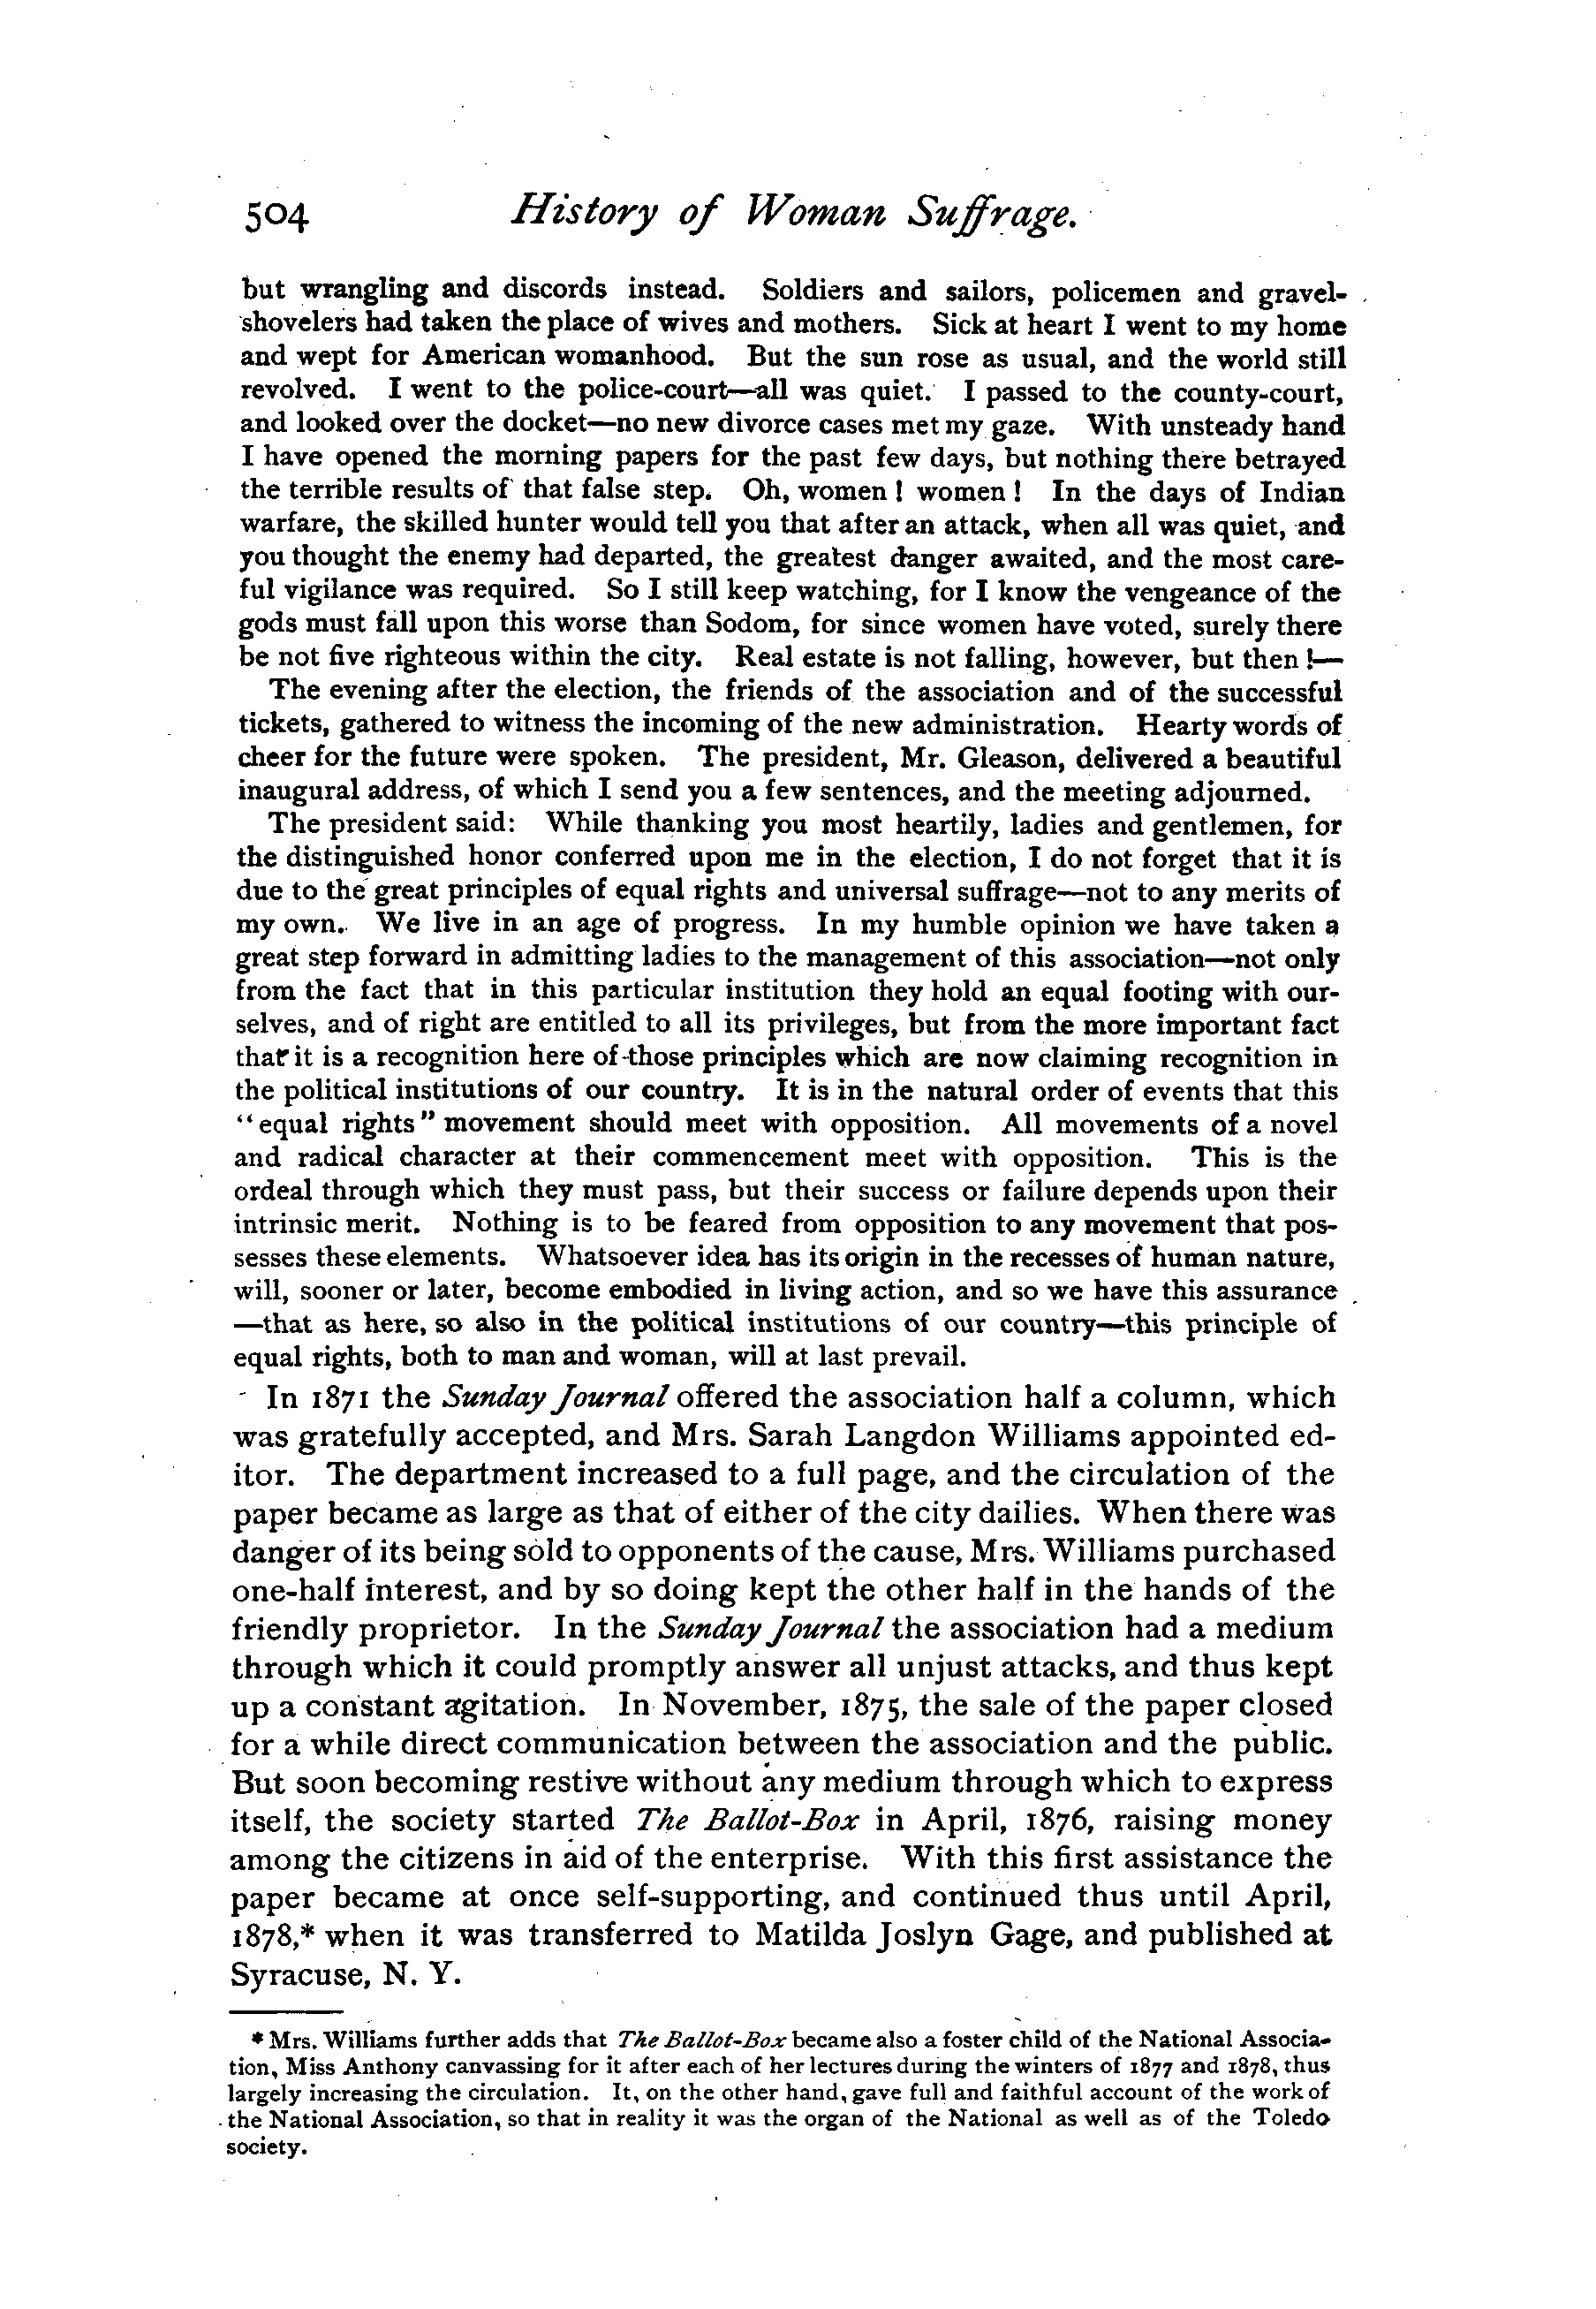 504 History of Woman Suffrage.
but wrangling and discords instead. Soldiers and sailors, policemen and gravel-
shovelers had taken the place of wives and mothers. Sick at heart I went to my home
and wept for American womanhood. But the sun rose as usual, and the world still
revolved. I went to the police-court—all was quiet. I passed to the county-court,
and looked over the docket—no new divorce cases met my gaze. With unsteady hand
I have opened the morning papers for the past few days, but nothing there betrayed
the terrible results of that false step. Oh, women! women! In the days of Indian
warfare, the skilled hunter would tell you that after an attack, when all was quiet, and
you thought the enemy had departed, the greatest danger awaited, and the most care-
ful vigilance was required. So I still keep watching, for I know the vengeance of the
gods must fall upon this worse than Sodom, for since women have voted, surely there
be not five righteous within the city. Real estate is not falling, however, but then!—
The evening after the election, the friends of the association and of the successful
tickets, gathered to witness the incoming of the new administration. Hearty words of
cheer for the future were spoken. The president, Mr. Gleason, delivered a beautiful
inaugural address, of which I send you a few sentences, and the meeting adjourned.
The president said: While thanking you most heartily, ladies and gentlemen, for
the distinguished honor conferred upon me in the election, I do not forget that it is
due to the great principles of equal rights and universal suffrage—not to any merits of
my own. We live in an age of progress. In my humble opinion we have taken a
great step forward in admitting ladies to the management of this association—not only
from the fact that in this particular institution they hold an equal footing with our-
selves, and of right are entitled to all its privileges, but from the more important fact
that it is a recognition here of those principles which are now claiming recognition in
the political institutions of our country. It is in the natural order of events that this
"equal rights" movement should meet with opposition. All movements of a novel
and radical character at their commencement meet with opposition. This is the
ordeal through which they must pass, but their success or failure depends upon their
intrinsic merit. Nothing is to be feared from opposition to any movement that pos-
sesses these elements. Whatsoever idea has its origin in the recesses of human nature,
will, sooner or later, become embodied in living action, and so we have this assurance
—that as here, so also in the political institutions of our country—this principle of
equal rights, both to man and woman, will at last prevail.
In 1871 the Sunday Journal offered the association half a column, which
was gratefully accepted, and Mrs. Sarah Langdon Williams appointed ed-
itor. The department increased to a full page, and the circulation of the
paper became as large as that of either of the city dailies. When there was
danger of its being sold to opponents of the cause, Mrs. Williams purchased
one-half interest, and by so doing kept the other half in the hands of the
friendly proprietor. In the Sunday Journal the association had a medium
through which it could promptly answer all unjust attacks, and thus kept
up a constant agitation. In November, 1875, the sale of the paper closed
for a while direct communication between the association and the public.
But soon becoming restive without any medium through which to express
itself, the society started The Ballot-Box in April, 1876, raising money
among the citizens in aid of the enterprise. With this first assistance the
paper became at once self-supporting, and continued thus until April,
1878,* when it was transferred to Matilda Joslyn Gage, and published at
Syracuse, N. Y.
* Mrs. Williams further adds that The Ballot-Box became also a foster child of the National Associa-
tion, Miss Anthony canvassing for it after each of her lectures during the winters of 1877 and 1878, thus
largely increasing the circulation. It, on the other hand, gave full and faithful account of the work of
the National Association, so that in reality it was the organ of the National as well as of the Toledo
society.